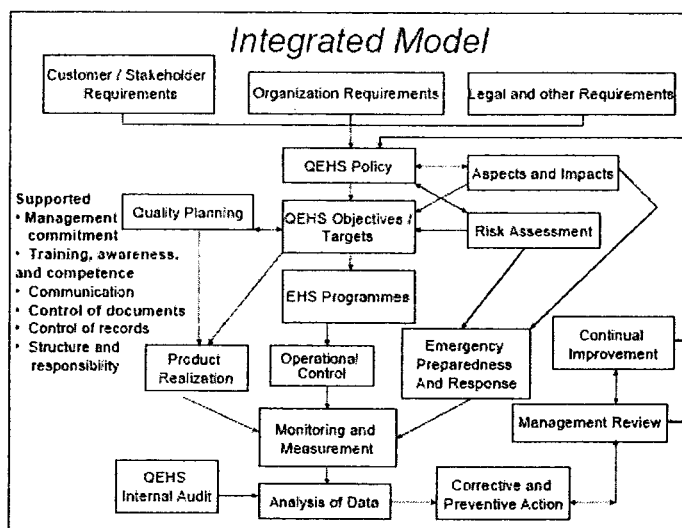 Integrated Model
Customer / Stakeholder
Requirements
Organization Requirements
Legal and other Requirements
QEHS Policy
Aspects and Impacts
Supported
• Management
commitment
• Training, awareness,
and competence
• Communication
• Control of documents
• Control of records
• Structure and
responsibility
Quality Planning
QEHS Objectives /
Targets
Risk Assessment
EHS Programmes
Product
Realization
Operational
Control
Emergency
Preparedness
And Response
Continual
Improvement
Monitoring and
Measurement
Management Review
QEHS
Internal Audit
Analysis of Data
Corrective and
Preventive Action